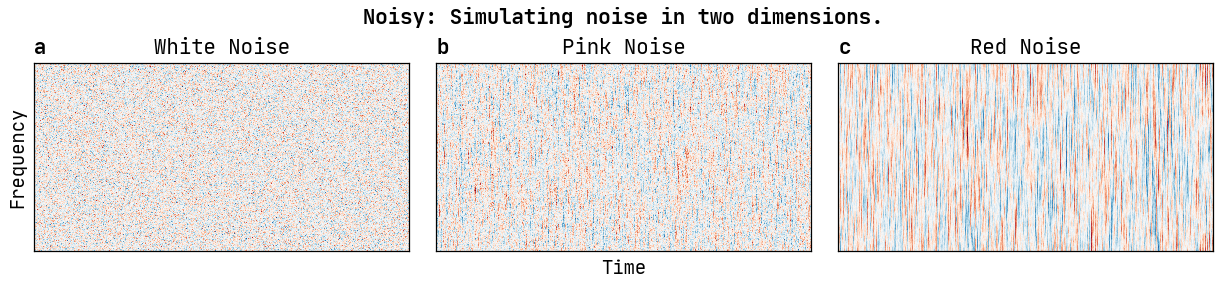 Noisy: Simulating noise in two dimensions.
a White Noise
b Pink Noise
c Red Noise
Frequency
Time